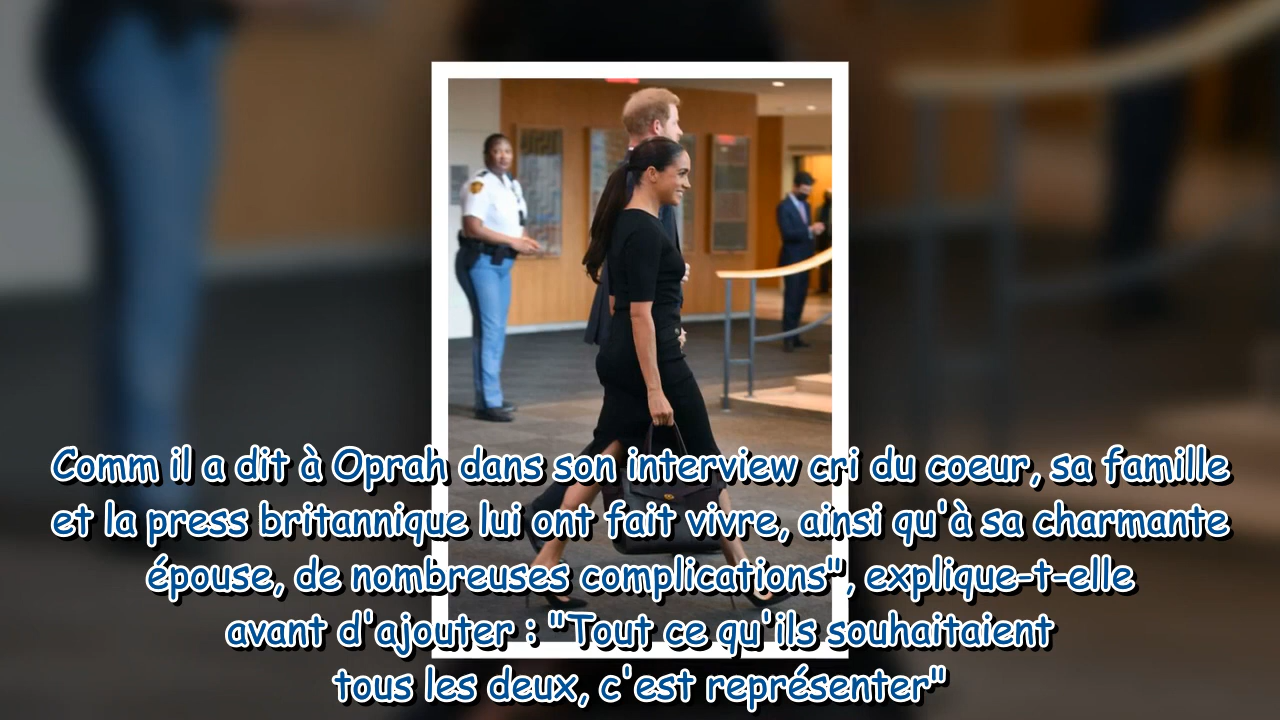 Comm il a dit à Oprah dans son interview cri du coeur, sa famille
et la press britannique lui ont fait vivre, ainsi qu'à sa charmante
épouse, de nombreuses complications", explique-t-elle
avant d'ajouter : "Tout ce qu'ils souhaitaient
tous les deux, c'est représenter"